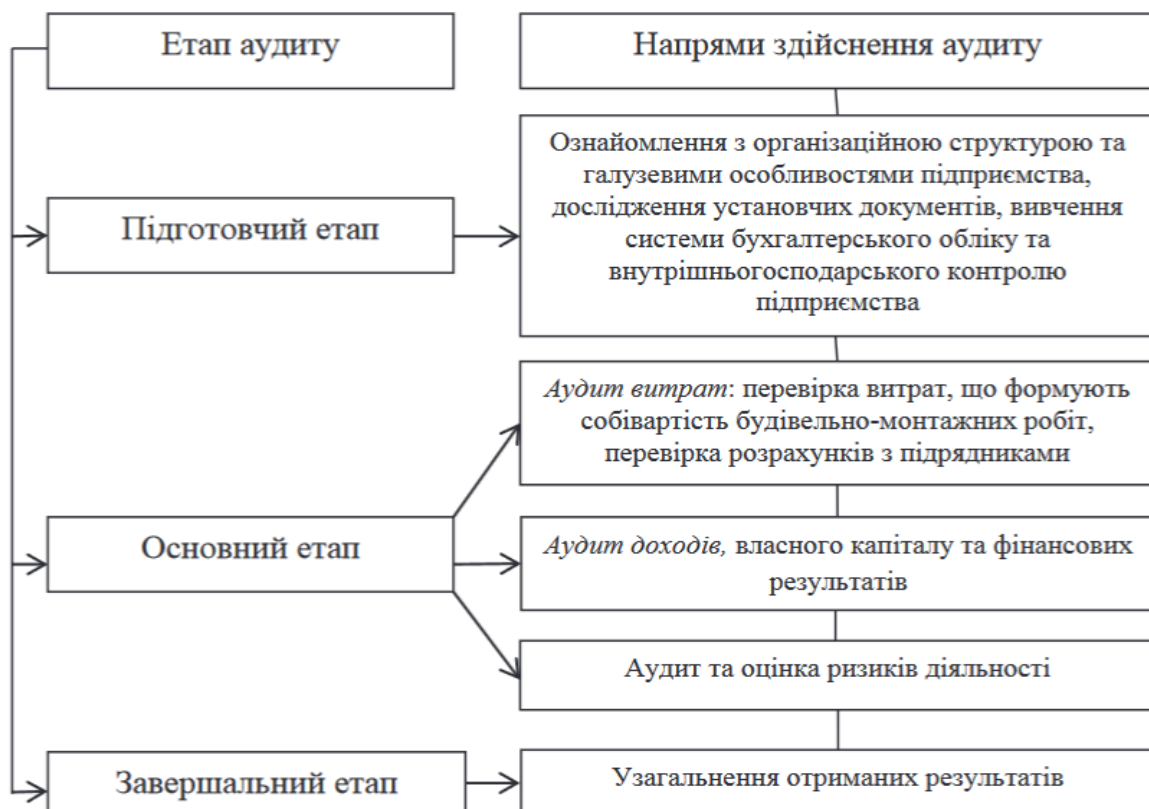 Етап аудиту
Напрями здійснення аудиту
Підготовчий етап
Ознайомлення з організаційною структурою та
галузевими особливостями підприємства,
дослідження установчих документів, вивчення
системи бухгалтерського обліку та
внутрішньогосподарського контролю
підприємства
Основний етап
Аудит витрат: перевірка витрат, що формують
собівартість будівельно-монтажних робіт,
перевірка розрахунків з підрядниками
Аудит доходів, власного капіталу та фінансових
результатів
Аудит та оцінка ризиків діяльності
Завершальний етап
Узагальнення отриманих результатів